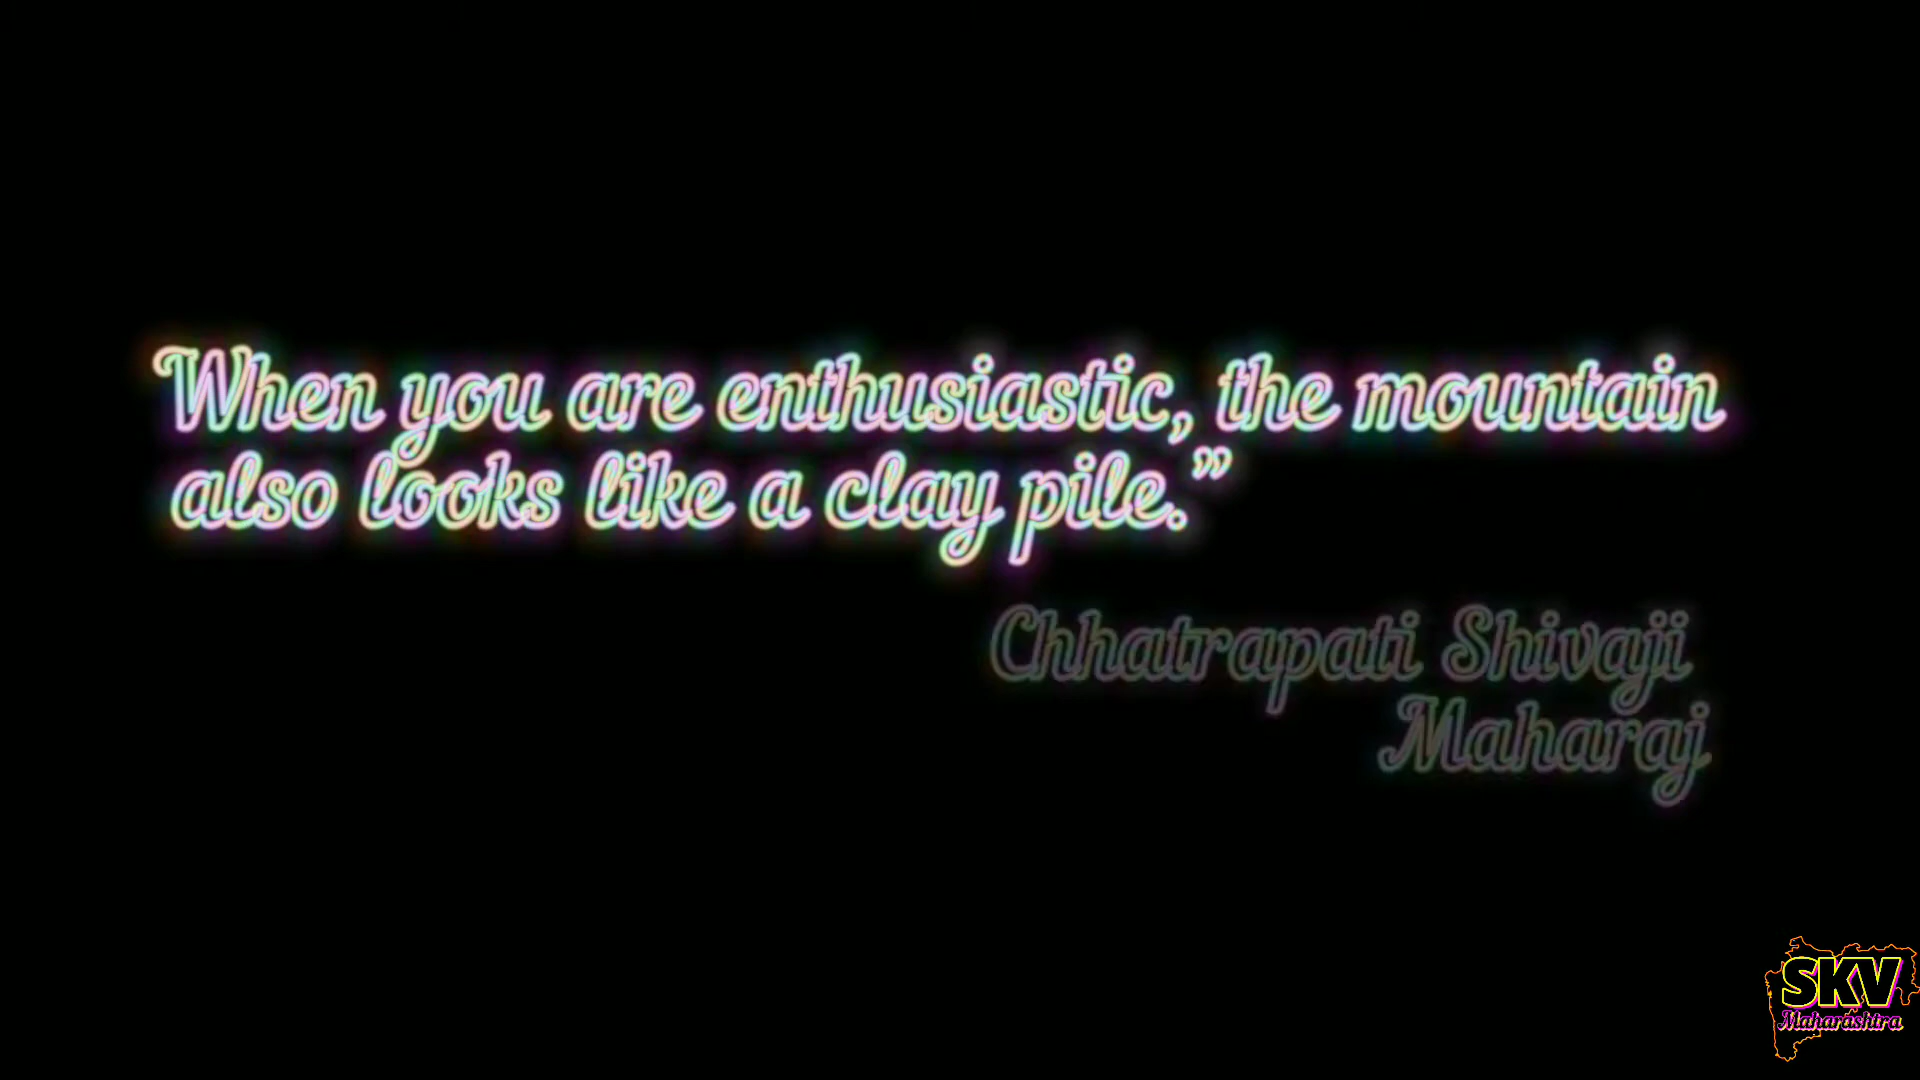 When you are enthusiastic, the mountain
also looks like a clay pile.”
Chhatrapati Shivaji
Maharaj
SKV
Maharashtra